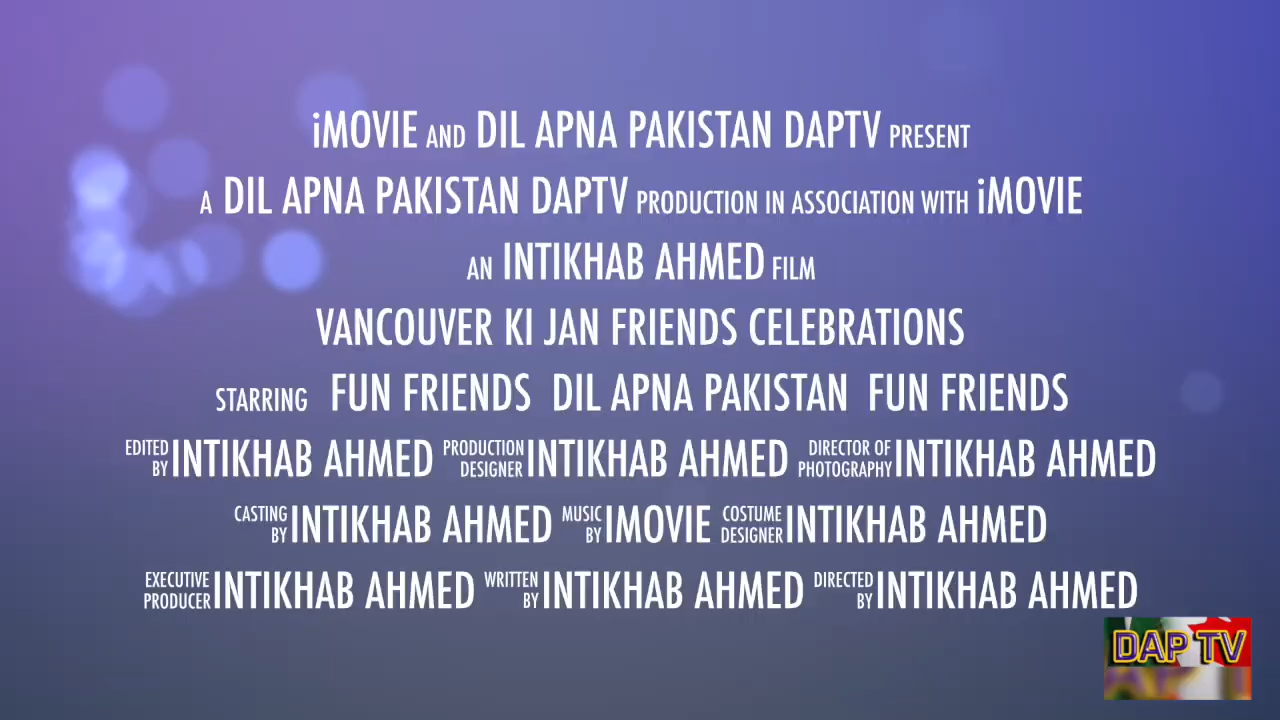 iMOVIE AND DIL APNA PAKISTAN DAPTV PRESENT
A DIL APNA PAKISTAN DAPTV PRODUCTION IN ASSOCIATION WITH iMOVIE
AN INTIKHAB AHMED FILM
VANCOUVER KI JAN FRIENDS CELEBRATIONS
STARRING FUN FRIENDS DIL APNA PAKISTAN FUN FRIENDS
EDITED BY INTIKHAB AHMED PRODUCTION DESIGNER INTIKHAB AHMED DIRECTOR OF PHOTOGRAPHY INTIKHAB AHMED
CASTING BY INTIKHAB AHMED MUSIC BY IMOVIE COSTUME DESIGNER INTIKHAB AHMED
EXECUTIVE PRODUCER INTIKHAB AHMED WRITTEN BY INTIKHAB AHMED DIRECTED BY INTIKHAB AHMED
DAP TV